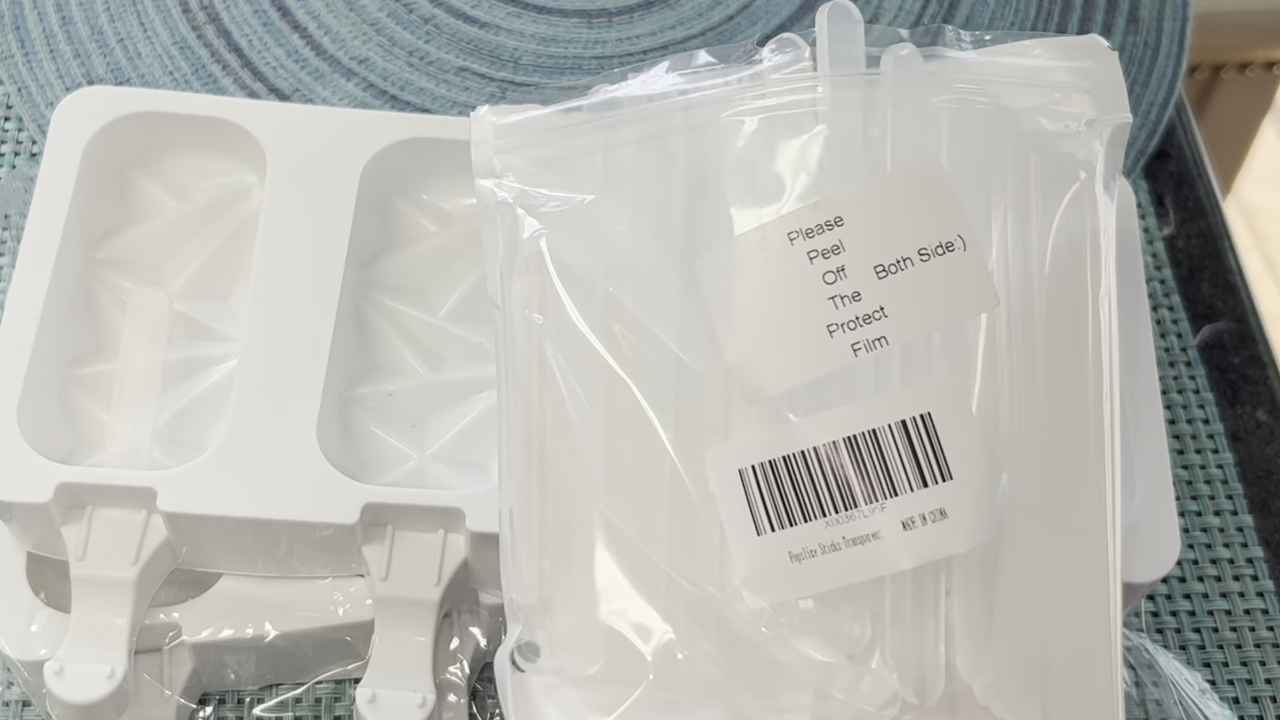 Please
Peel
Off
The
Protect
Film
Both Side:)
X00367L95F
Popsicle Sticks-Transparent
MADE IN CHINA